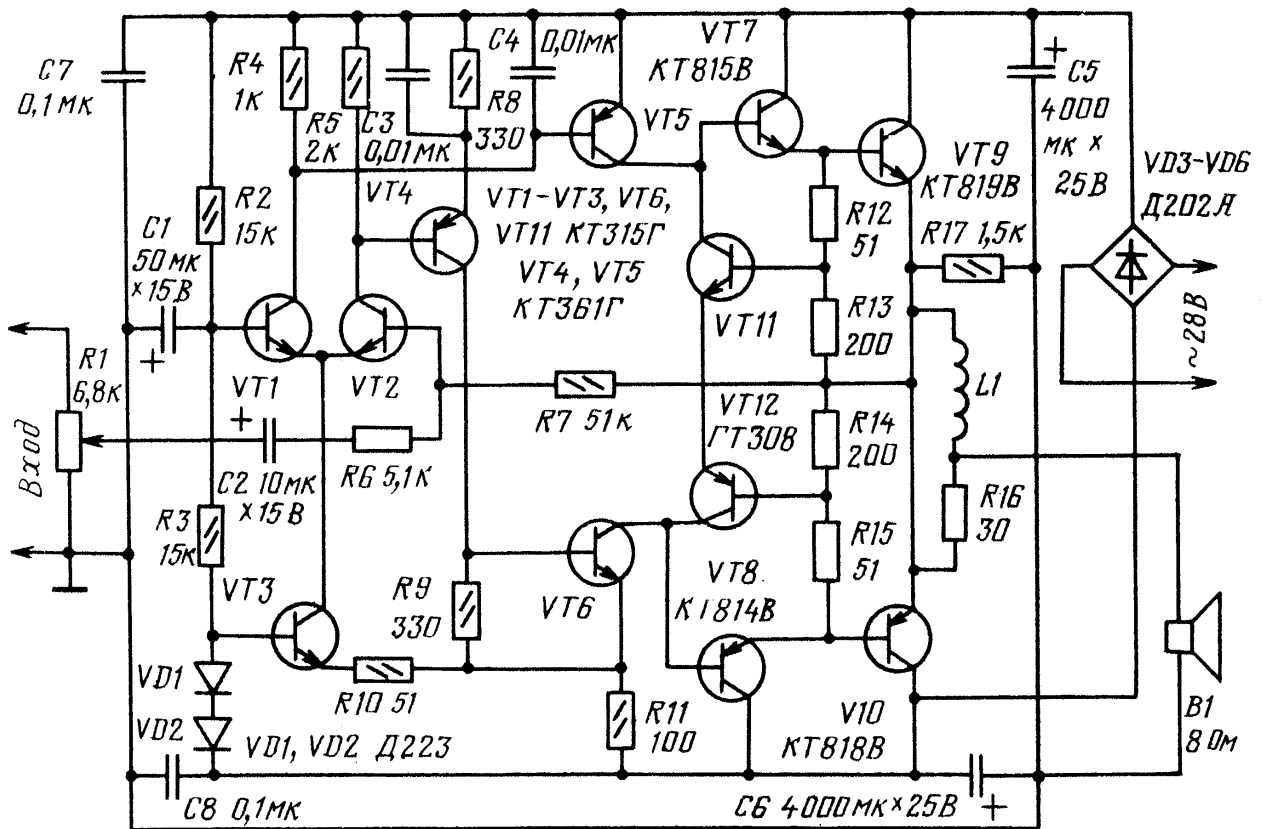 C7
0,1мк
R4
1к
R5
2к
C3
0,01мк
C4
0,01мк
R8
330
VT7
КТ815В
VT5
C5
4000
мк ×
25В
VT9
КТ819В
VD3-VD6
Д202А
R2
15к
C1
50мк
×15В
VT4
VT1-VT3, VT6,
VT11 КТ315Г
VT4, VT5
КТ361Г
R12
51
R17 1,5к
VT11
R13
200
~28В
R1
6,8к
VT1
VT2
R7 51к
L1
VT12
ГТ308
R14
200
Вход
C2 10мк
×15В
R6 5,1к
R16
30
R3
15к
R15
51
VT3
R9
330
VT6
VT8
КТ814В
VD1
R10 51
R11
100
V10
КТ818В
B1
8 Ом
VD2
VD1, VD2 Д223
C8 0,1мк
C6 4000мк×25В
+
+
+
+